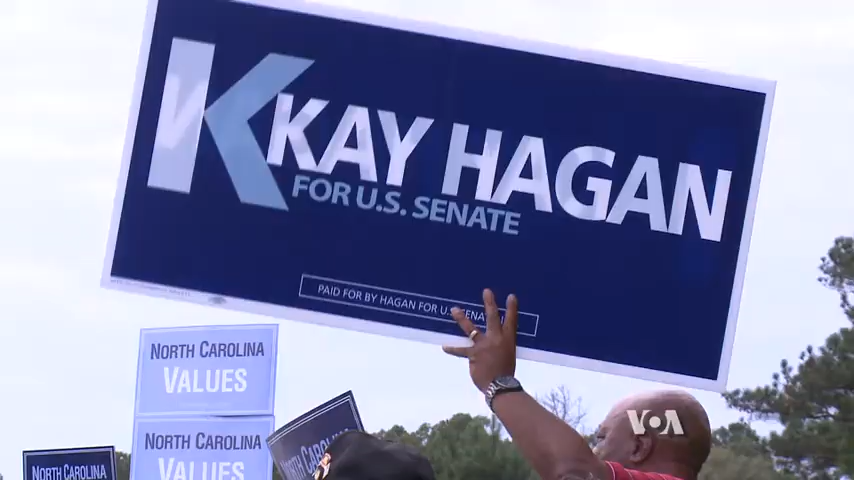 K
KAY HAGAN
FOR U.S. SENATE
PAID FOR BY HAGAN FOR U.S. SENATE
NORTH CAROLINA
VALUES
NORTH CAROLINA
VALUES
NORTH CAROLINA
NORTH
VOA